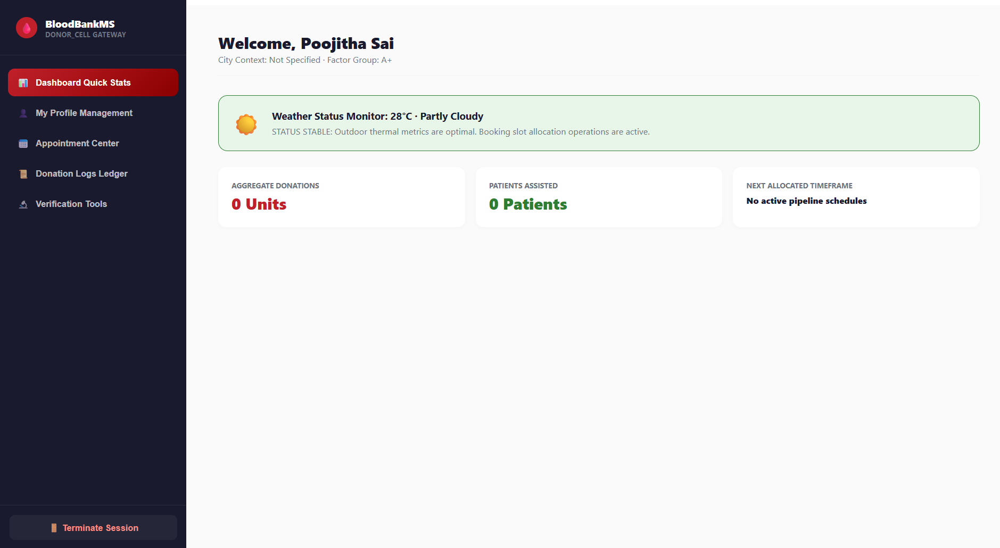 BloodBankMS
DONOR_CELL GATEWAY
Dashboard Quick Stats
My Profile Management
Appointment Center
Donation Logs Ledger
Verification Tools
Terminate Session
Welcome, Poojitha Sai
City Context: Not Specified · Factor Group: A+
Weather Status Monitor: 28°C · Partly Cloudy
STATUS STABLE: Outdoor thermal metrics are optimal. Booking slot allocation operations are active.
AGGREGATE DONATIONS
0 Units
PATIENTS ASSISTED
0 Patients
NEXT ALLOCATED TIMEFRAME
No active pipeline schedules